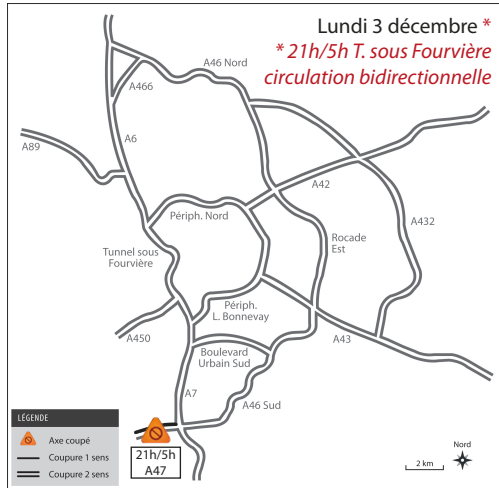 Lundi 3 décembre *
* 21h/5h T. sous Fourvière
circulation bidirectionnelle
A46 Nord
A466
A6
A89
A42
Périph. Nord
A432
Rocade
Est
Tunnel sous
Fourvière
Périph.
L. Bonnevay
A450
A43
Boulevard
Urbain Sud
A7
A46 Sud
LÉGENDE
Axe coupé
Coupure 1 sens
Coupure 2 sens
21h/5h
A47
Nord
2 km